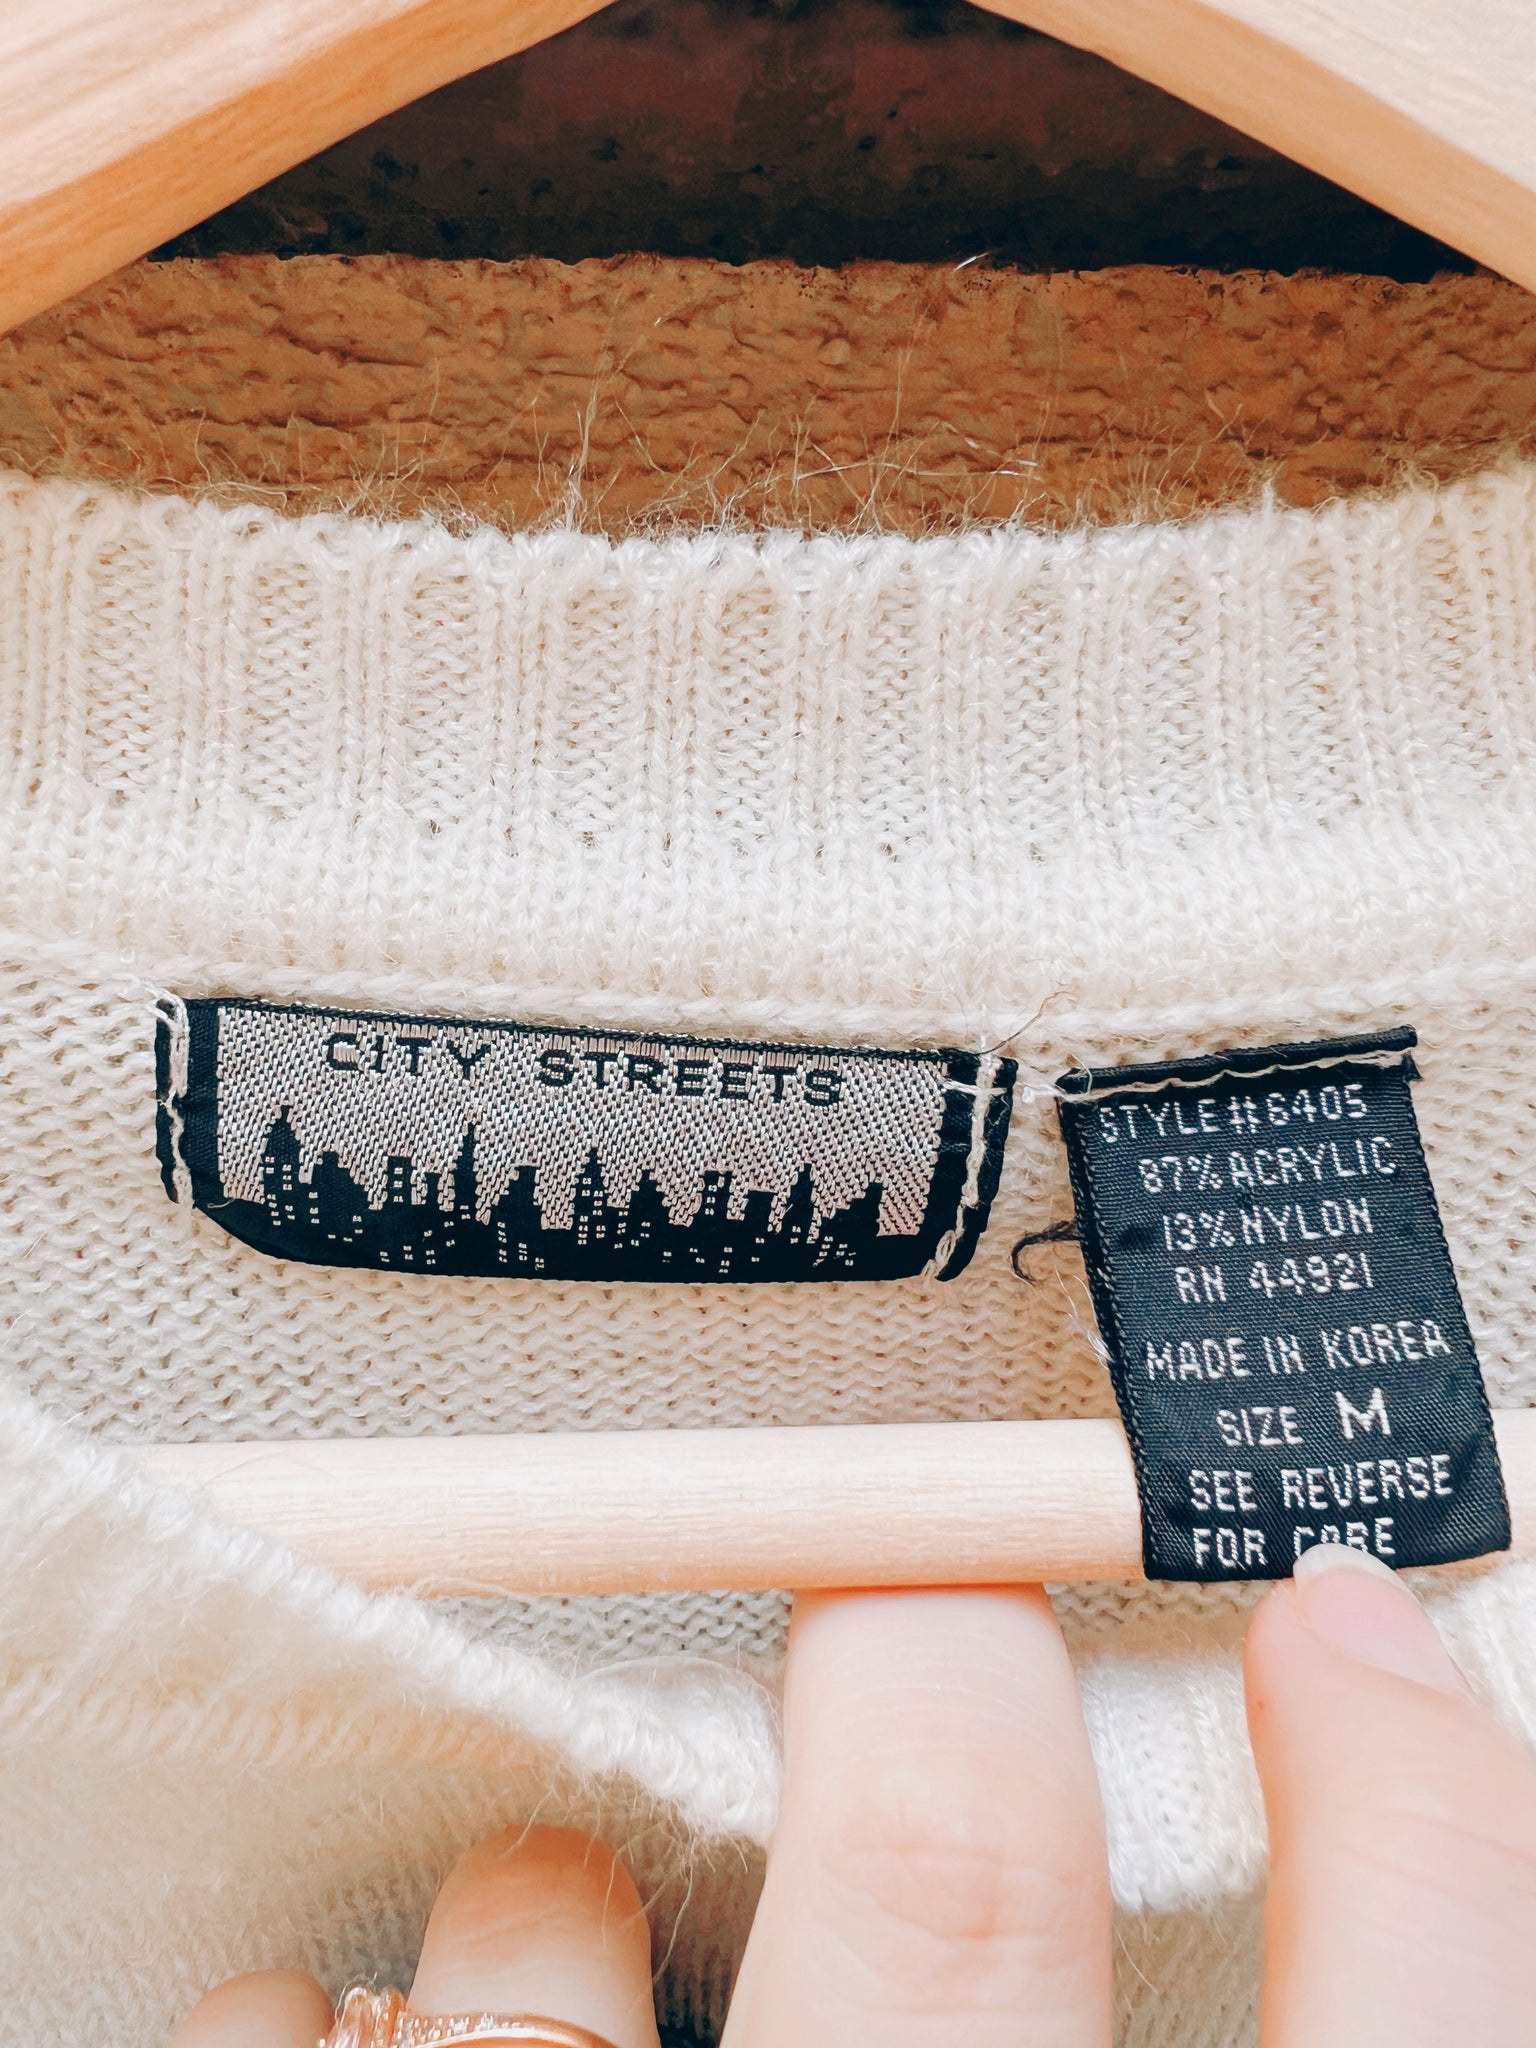 CITY STREETS
STYLE#6405
87% ACRYLIC
13% NYLON
RN 44921
MADE IN KOREA
SIZE M
SEE REVERSE
FOR CARE